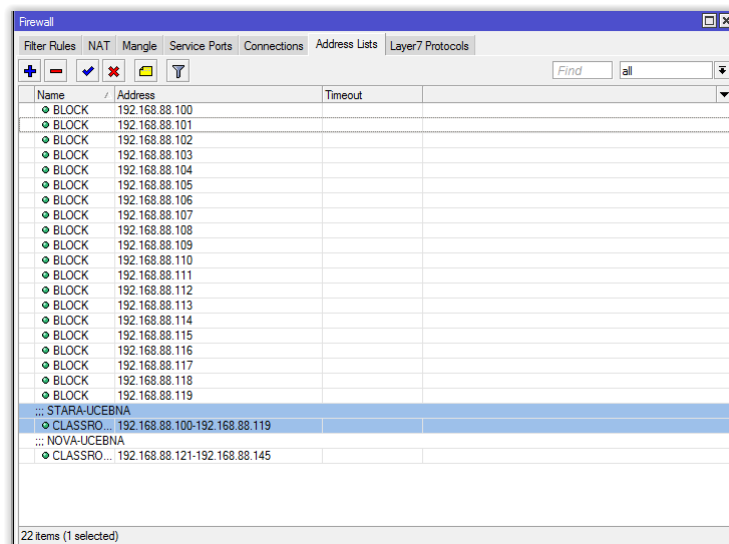 Firewall
Filter Rules NAT Mangle Service Ports Connections Address Lists Layer7 Protocols
Find all
Name Address Timeout
BLOCK 192.168.88.100
BLOCK 192.168.88.101
BLOCK 192.168.88.102
BLOCK 192.168.88.103
BLOCK 192.168.88.104
BLOCK 192.168.88.105
BLOCK 192.168.88.106
BLOCK 192.168.88.107
BLOCK 192.168.88.108
BLOCK 192.168.88.109
BLOCK 192.168.88.110
BLOCK 192.168.88.111
BLOCK 192.168.88.112
BLOCK 192.168.88.113
BLOCK 192.168.88.114
BLOCK 192.168.88.115
BLOCK 192.168.88.116
BLOCK 192.168.88.117
BLOCK 192.168.88.118
BLOCK 192.168.88.119
;;; STARA-UCEBNA
CLASSRO... 192.168.88.100-192.168.88.119
;;; NOVA-UCEBNA
CLASSRO... 192.168.88.121-192.168.88.145
22 items (1 selected)